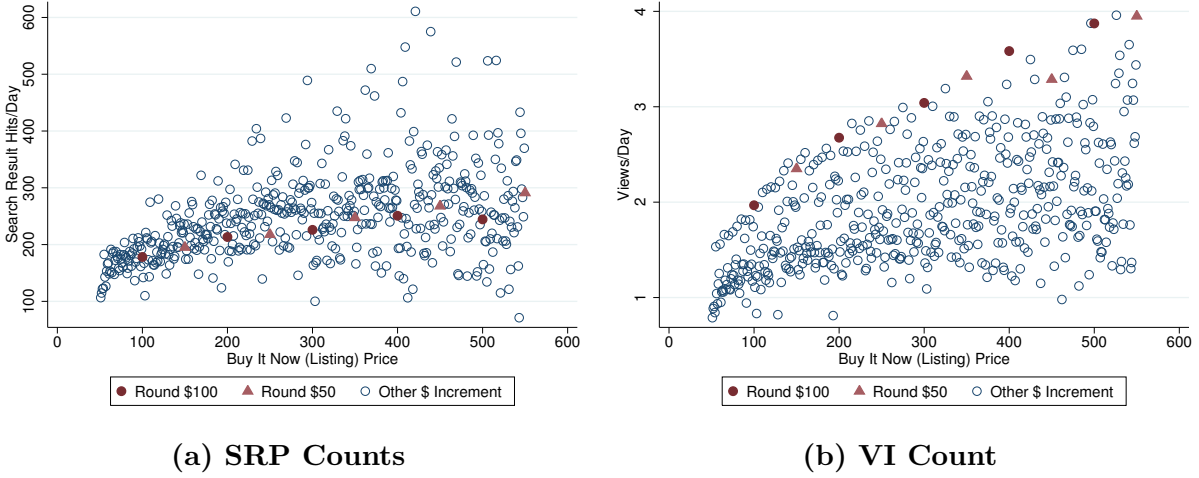 Search Result Hits/Day
600
500
400
300
200
100
0 100 200 300 400 500 600
Buy It Now (Listing) Price
Round $100 Round $50 Other $ Increment
(a) SRP Counts
Views/Day
4
3
2
1
0 100 200 300 400 500 600
Buy It Now (Listing) Price
Round $100 Round $50 Other $ Increment
(b) VI Count